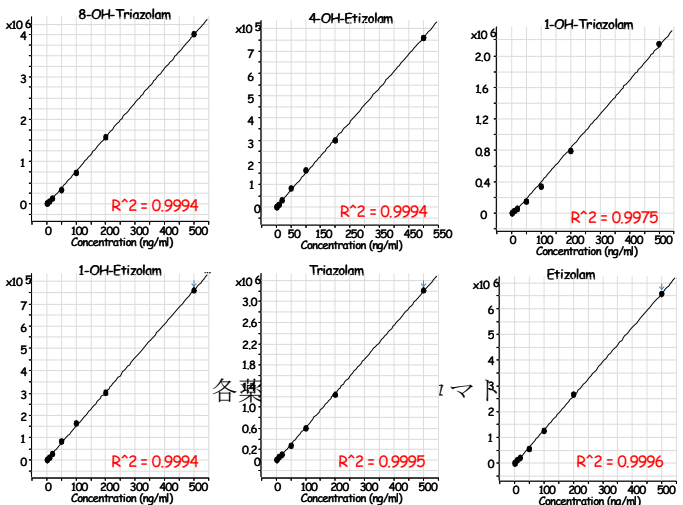 8-OH-Triazolam
x10 6
4
3
2
1
0
R^2 = 0.9994
0 100 200 300 400 500
Concentration (ng/ml)
4-OH-Etizolam
x10 5
7
6
5
4
3
2
1
0
R^2 = 0.9994
0 50 150 250 350 450 550
Concentration (ng/ml)
1-OH-Triazolam
x10 6
2.0
1.6
1.2
0.8
0.4
0
R^2 = 0.9975
0 100 200 300 400 500
Concentration (ng/ml)
1-OH-Etizolam
...
x10 5
7
6
5
4
3
2
1
0
R^2 = 0.9994
0 100 200 300 400 500
Concentration (ng/ml)
Triazolam
x10 6
3.0
2.6
2.2
1.8
1.4
1.0
0.6
0.2
0
R^2 = 0.9995
0 100 200 300 400 500
Concentration (ng/ml)
Etizolam
x10 6
6
5
4
3
2
1
0
R^2 = 0.9996
0 100 200 300 400 500
Concentration (ng/ml)
各薬 マト